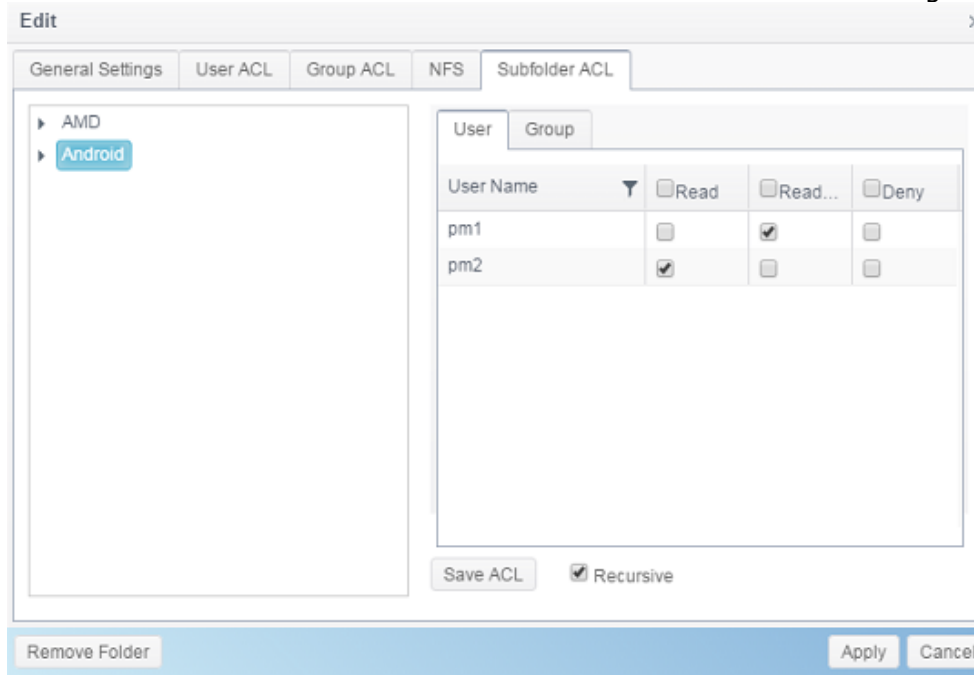 Edit
General Settings User ACL Group ACL NFS Subfolder ACL
AMD
Android
User Group
User Name Read Read... Deny
pm1
pm2
Save ACL Recursive
Remove Folder Apply Cancel